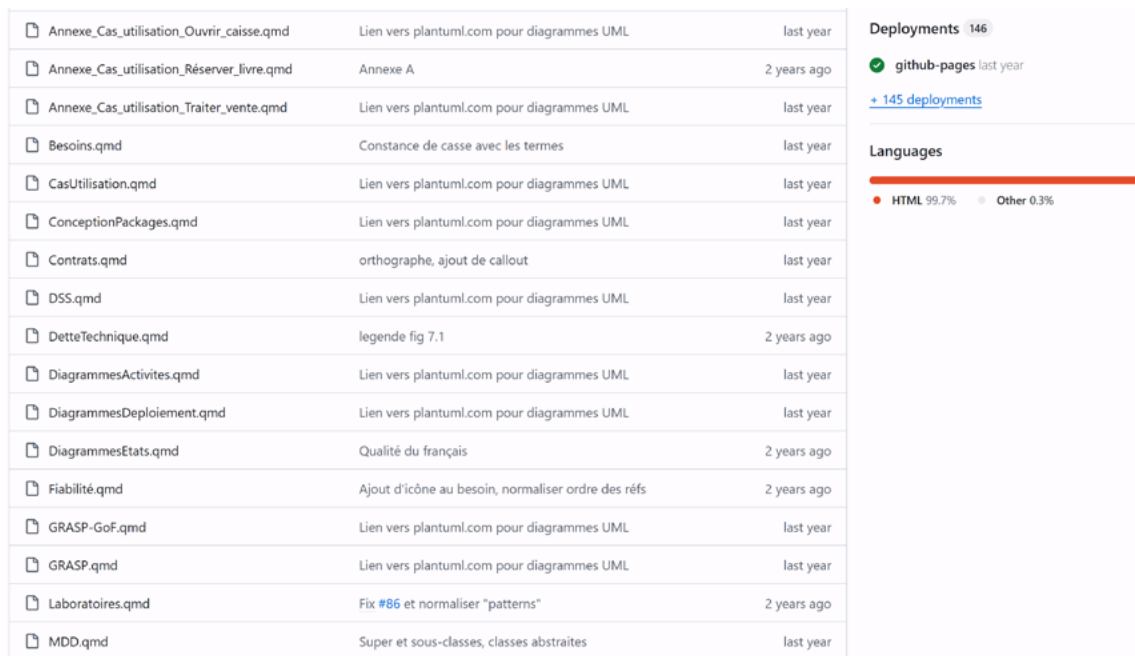 Annexe_Cas_utilisation_Ouvrir_caisse.qmd Lien vers plantuml.com pour diagrammes UML last year
Annexe_Cas_utilisation_Réserver_livre.qmd Annexe A 2 years ago
Annexe_Cas_utilisation_Traiter_vente.qmd Lien vers plantuml.com pour diagrammes UML last year
Besoins.qmd Constance de casse avec les termes last year
CasUtilisation.qmd Lien vers plantuml.com pour diagrammes UML last year
ConceptionPackages.qmd Lien vers plantuml.com pour diagrammes UML last year
Contrats.qmd orthographe, ajout de callout last year
DSS.qmd Lien vers plantuml.com pour diagrammes UML last year
DetteTechnique.qmd legende fig 7.1 2 years ago
DiagrammesActivites.qmd Lien vers plantuml.com pour diagrammes UML last year
DiagrammesDeploiement.qmd Lien vers plantuml.com pour diagrammes UML last year
DiagrammesEtats.qmd Qualité du français 2 years ago
Fiabilité.qmd Ajout d'icône au besoin, normaliser ordre des réfs 2 years ago
GRASP-GoF.qmd Lien vers plantuml.com pour diagrammes UML last year
GRASP.qmd Lien vers plantuml.com pour diagrammes UML last year
Laboratoires.qmd Fix #86 et normaliser "patterns" 2 years ago
MDD.qmd Super et sous-classes, classes abstraites last year
Deployments 146
github-pages last year
+ 145 deployments
Languages
HTML 99.7% Other 0.3%